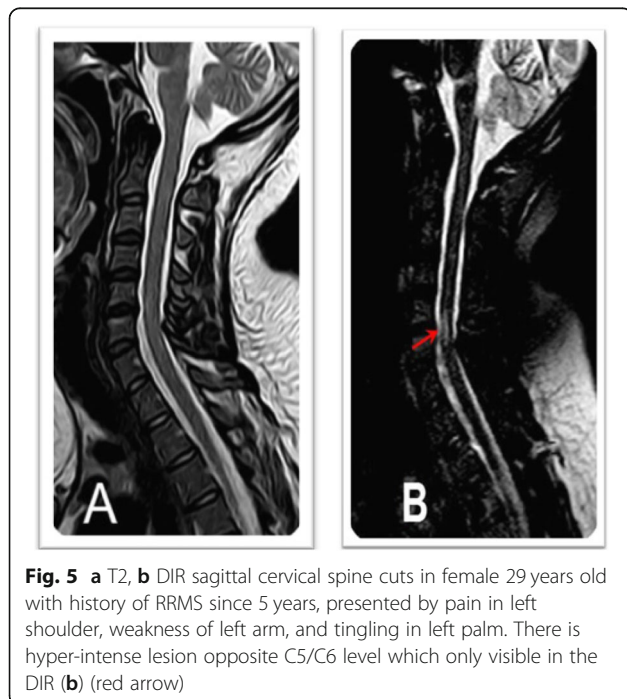 A
B
Fig. 5 a T2, b DIR sagittal cervical spine cuts in female 29 years old
with history of RRMS since 5 years, presented by pain in left
shoulder, weakness of left arm, and tingling in left palm. There is
hyper-intense lesion opposite C5/C6 level which only visible in the
DIR (b) (red arrow)